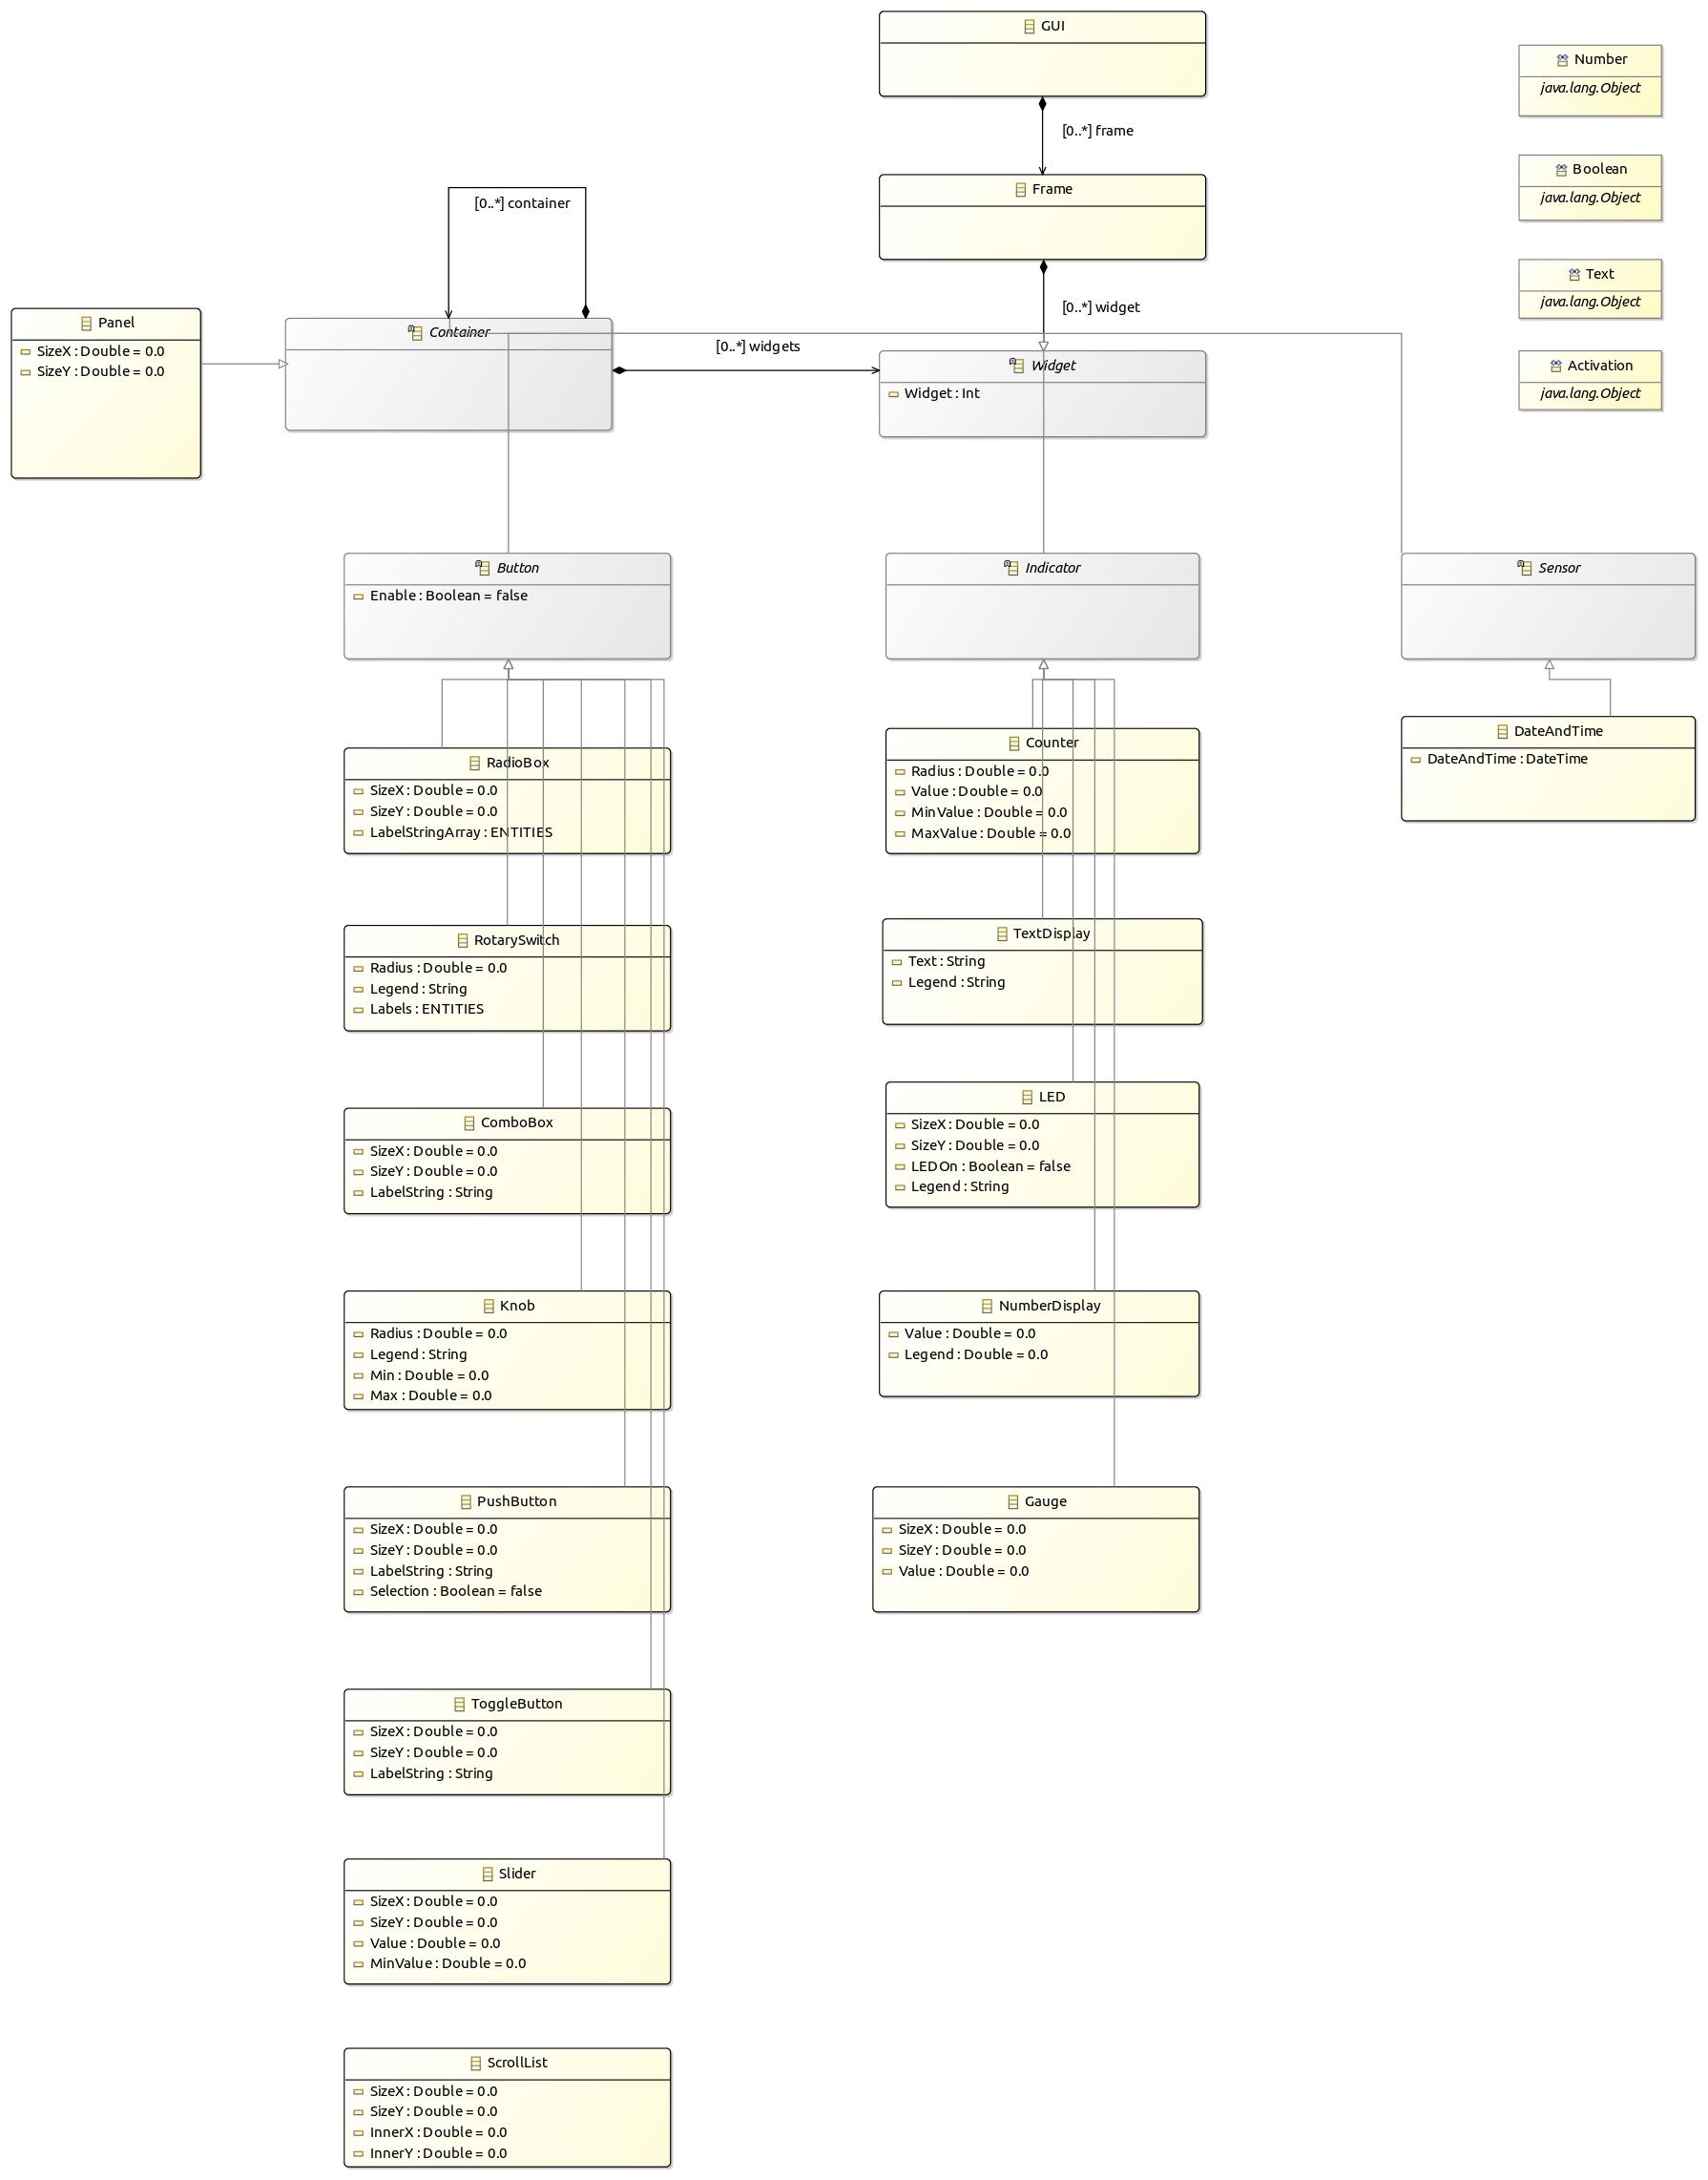 GUI
[0..*] frame
Frame
[0..*] widget
[0..*] container
Panel
SizeX : Double = 0.0
SizeY : Double = 0.0
Container
[0..*] widgets
Widget
Widget : Int
Number
java.lang.Object
Boolean
java.lang.Object
Text
java.lang.Object
Activation
java.lang.Object
Button
Enable : Boolean = false
Indicator
Sensor
RadioBox
SizeX : Double = 0.0
SizeY : Double = 0.0
LabelStringArray : ENTITIES
RotarySwitch
Radius : Double = 0.0
Legend : String
Labels : ENTITIES
ComboBox
SizeX : Double = 0.0
SizeY : Double = 0.0
LabelString : String
Knob
Radius : Double = 0.0
Legend : String
Min : Double = 0.0
Max : Double = 0.0
PushButton
SizeX : Double = 0.0
SizeY : Double = 0.0
LabelString : String
Selection : Boolean = false
ToggleButton
SizeX : Double = 0.0
SizeY : Double = 0.0
LabelString : String
Slider
SizeX : Double = 0.0
SizeY : Double = 0.0
Value : Double = 0.0
MinValue : Double = 0.0
ScrollList
SizeX : Double = 0.0
SizeY : Double = 0.0
InnerX : Double = 0.0
InnerY : Double = 0.0
Counter
Radius : Double = 0.0
Value : Double = 0.0
MinValue : Double = 0.0
MaxValue : Double = 0.0
TextDisplay
Text : String
Legend : String
LED
SizeX : Double = 0.0
SizeY : Double = 0.0
LEDOn : Boolean = false
Legend : String
NumberDisplay
Value : Double = 0.0
Legend : Double = 0.0
Gauge
SizeX : Double = 0.0
SizeY : Double = 0.0
Value : Double = 0.0
DateAndTime
DateAndTime : DateTime